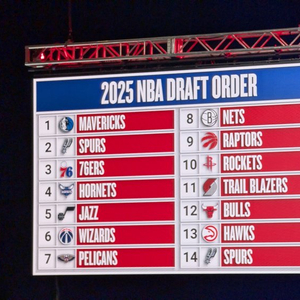 2025 NBA DRAFT ORDER
1 MAVERICKS
2 SPURS
3 76 76ERS
4 HORNETS
5 JAZZ
6 WIZARDS
7 PELICANS
8 NETS
9 RAPTORS
10 ROCKETS
11 TRAIL BLAZERS
12 BULLS
13 HAWKS
14 SPURS